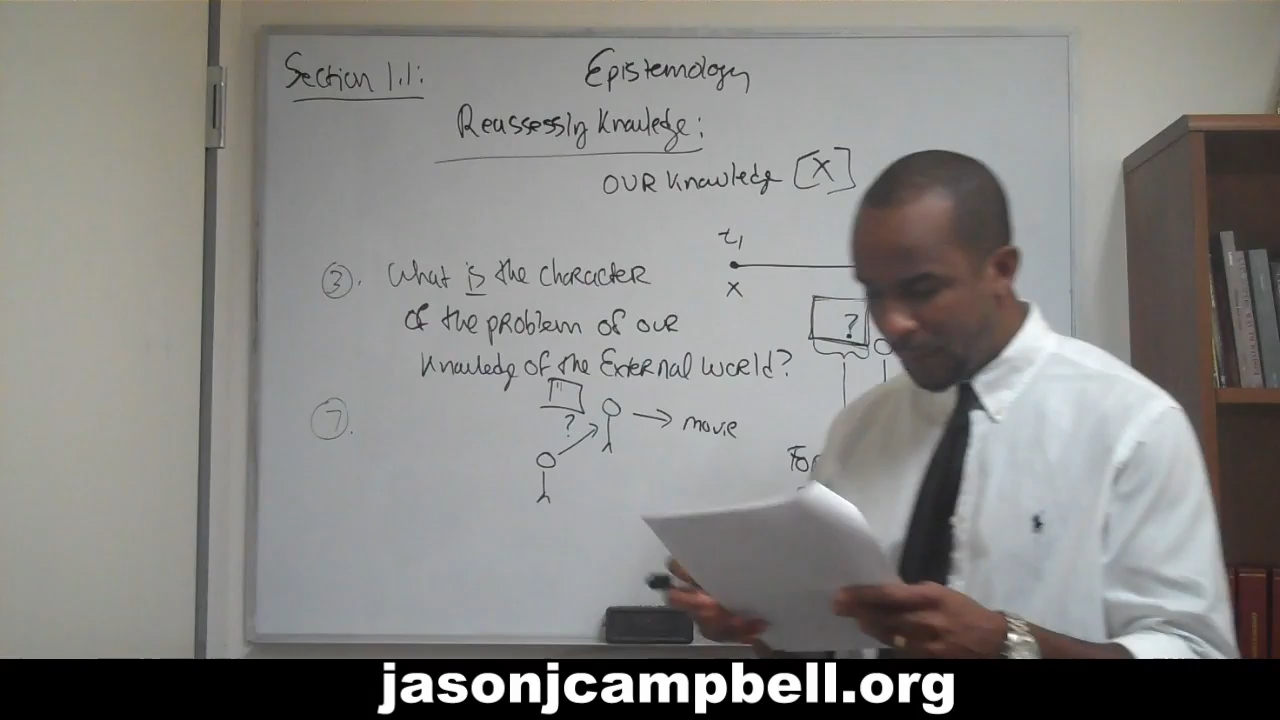 Section 1.1:
Epistemology
Reassessing Knowledge:
OUR Knowledge [X]
t1
X
3. What is the character
of the problem of our
Knowledge of the External World?
?
7.
?
movie
For
jasonjcampbell.org